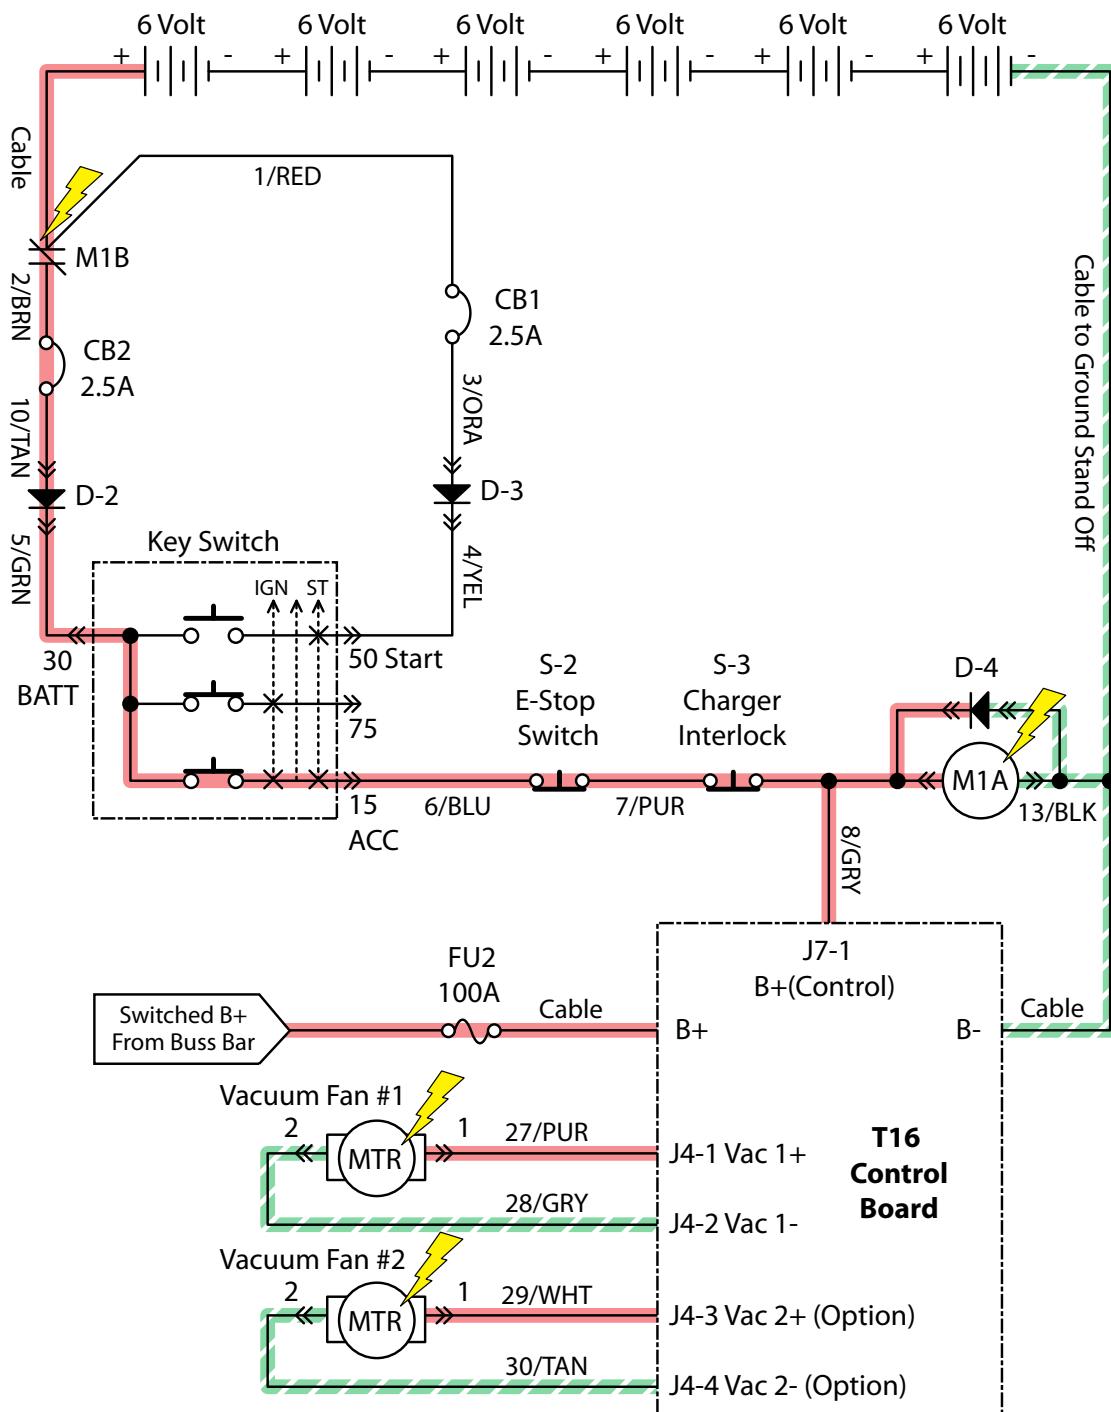 6 Volt 6 Volt 6 Volt 6 Volt 6 Volt 6 Volt
+ - + - + - + - + - + -
Cable
1/RED
M1B
2/BRN
CB1
2.5A
CB2
2.5A
3/ORA
10/TAN
D-2
D-3
Cable to Ground Stand Off
5/GRN
Key Switch
4/YEL
IGN ST
30
BATT
50 Start
75
15
ACC
S-2
E-Stop
Switch
S-3
Charger
Interlock
D-4
M1A
6/BLU
7/PUR
13/BLK
8/GRY
J7-1
B+(Control)
FU2
100A
Cable
Switched B+
From Buss Bar
B+
B-
Cable
Vacuum Fan #1
2
MTR
1
27/PUR
J4-1 Vac 1+
28/GRY
J4-2 Vac 1-
T16
Control
Board
Vacuum Fan #2
2
MTR
1
29/WHT
J4-3 Vac 2+ (Option)
30/TAN
J4-4 Vac 2- (Option)